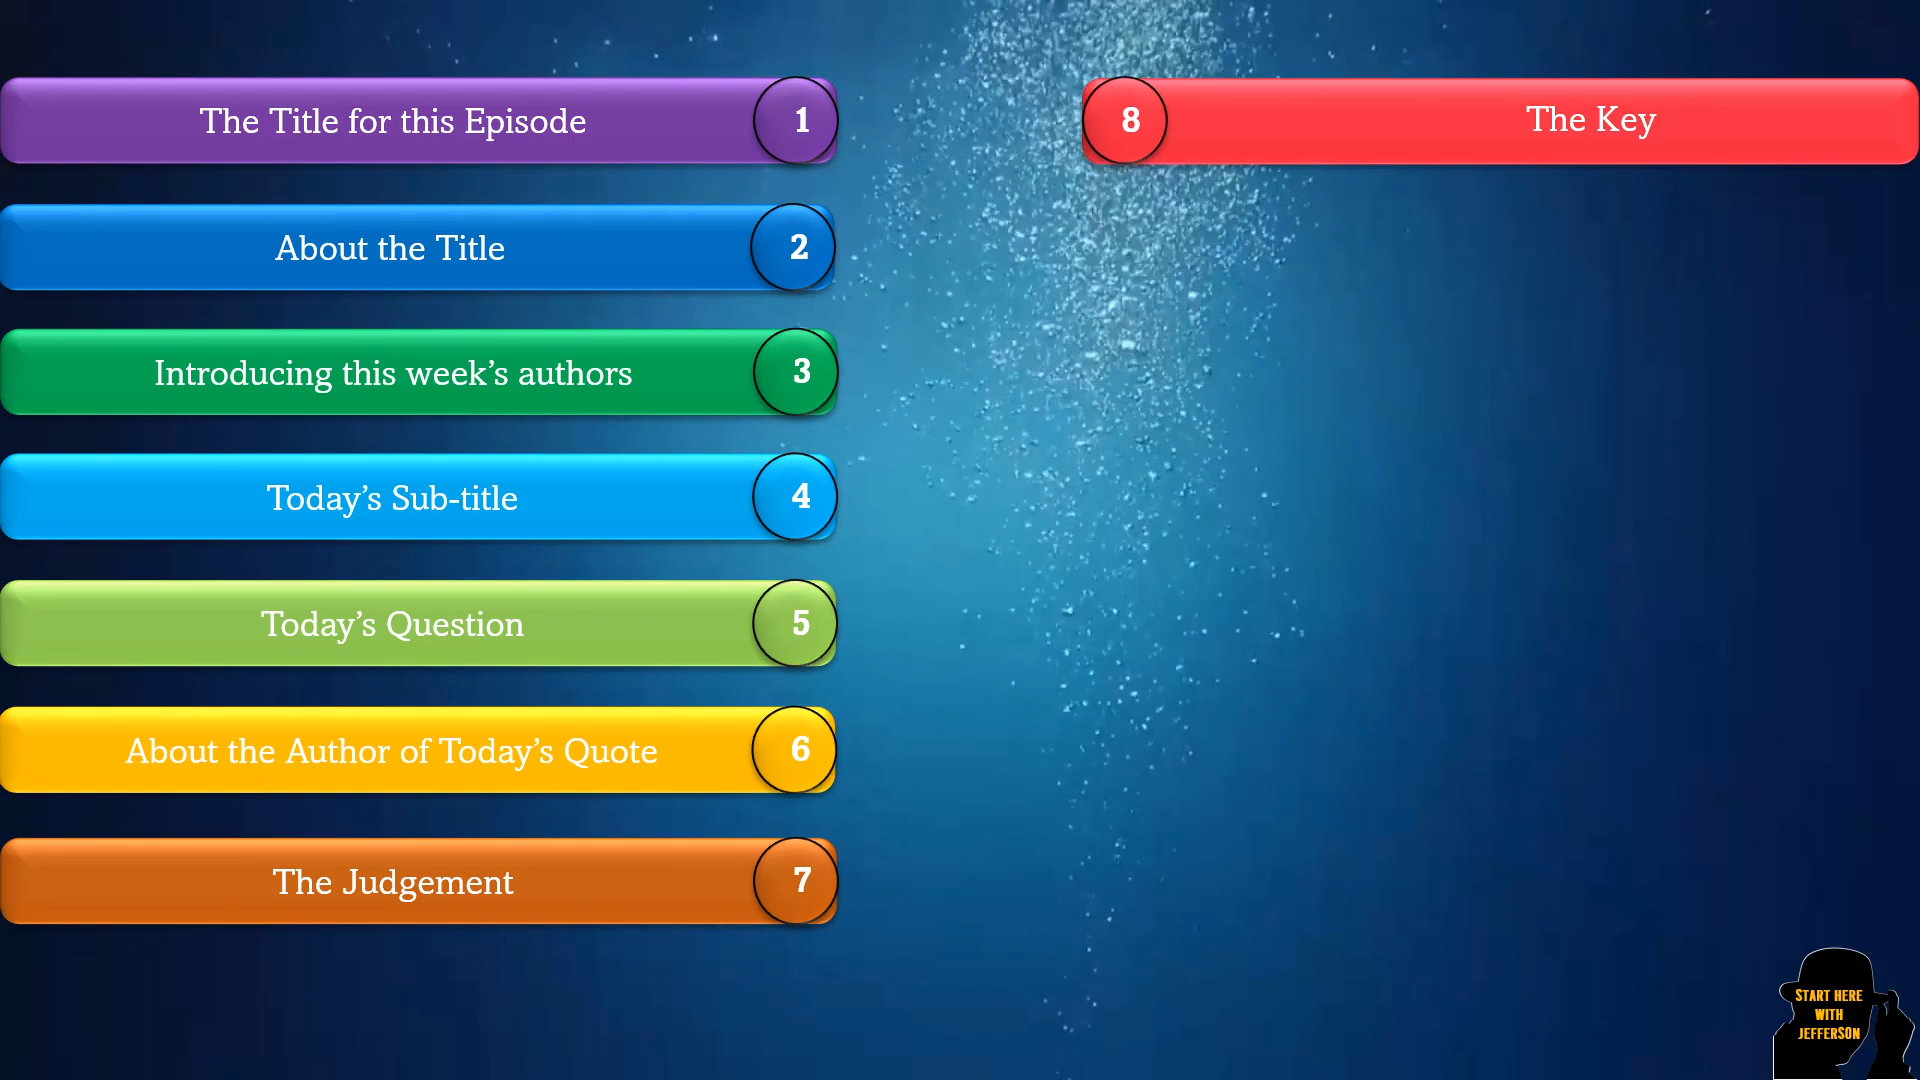 The Title for this Episode 1
About the Title 2
Introducing this week’s authors 3
Today’s Sub-title 4
Today’s Question 5
About the Author of Today’s Quote 6
The Judgement 7
8 The Key
START HERE
WITH
JEFFERSON